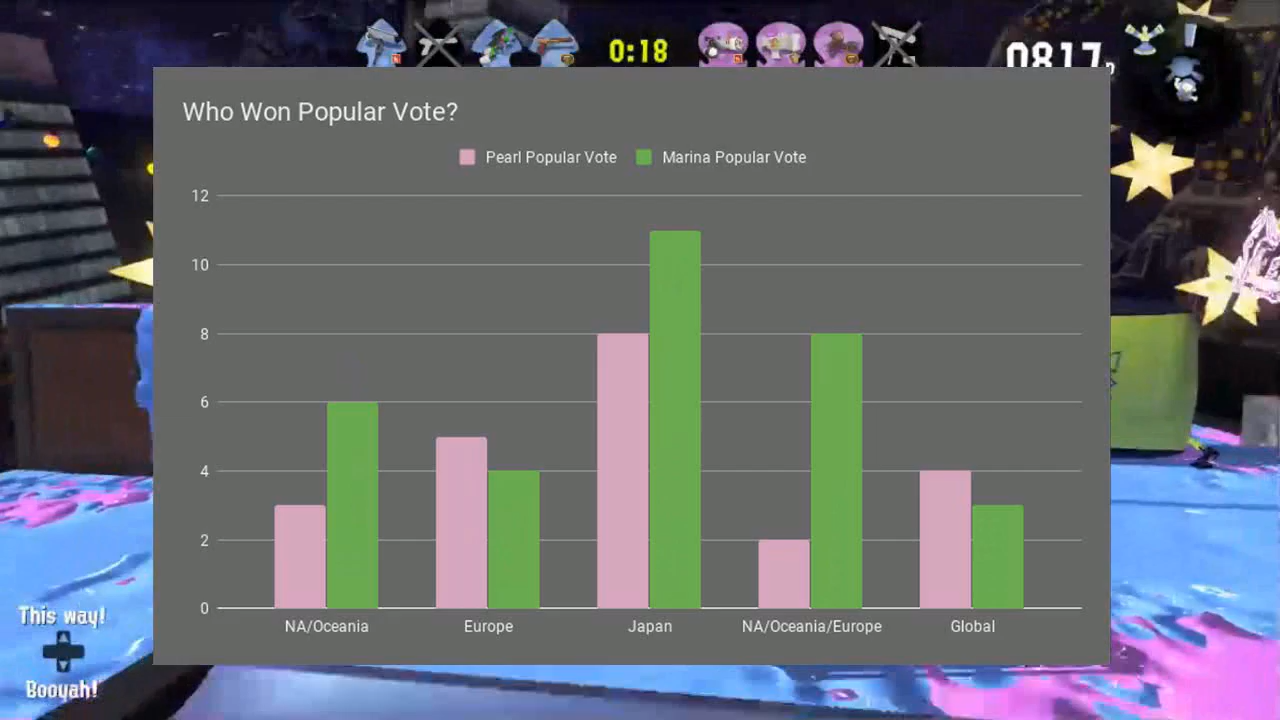 0:18
0817p
Who Won Popular Vote?
Pearl Popular Vote Marina Popular Vote
12
10
8
6
4
2
0
NA/Oceania Europe Japan NA/Oceania/Europe Global
This way!
Booyah!